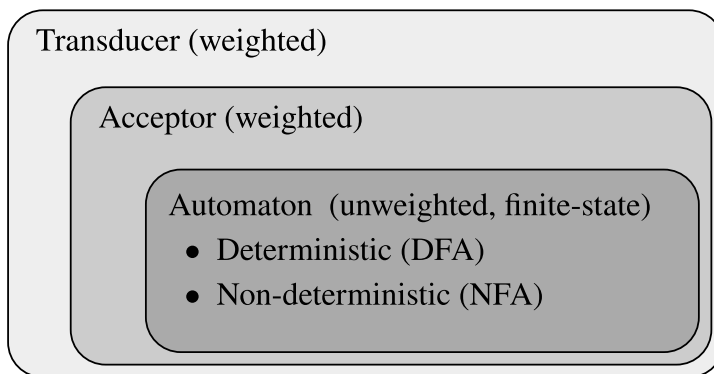 Transducer (weighted)
Acceptor (weighted)
Automaton (unweighted, finite-state)
• Deterministic (DFA)
• Non-deterministic (NFA)